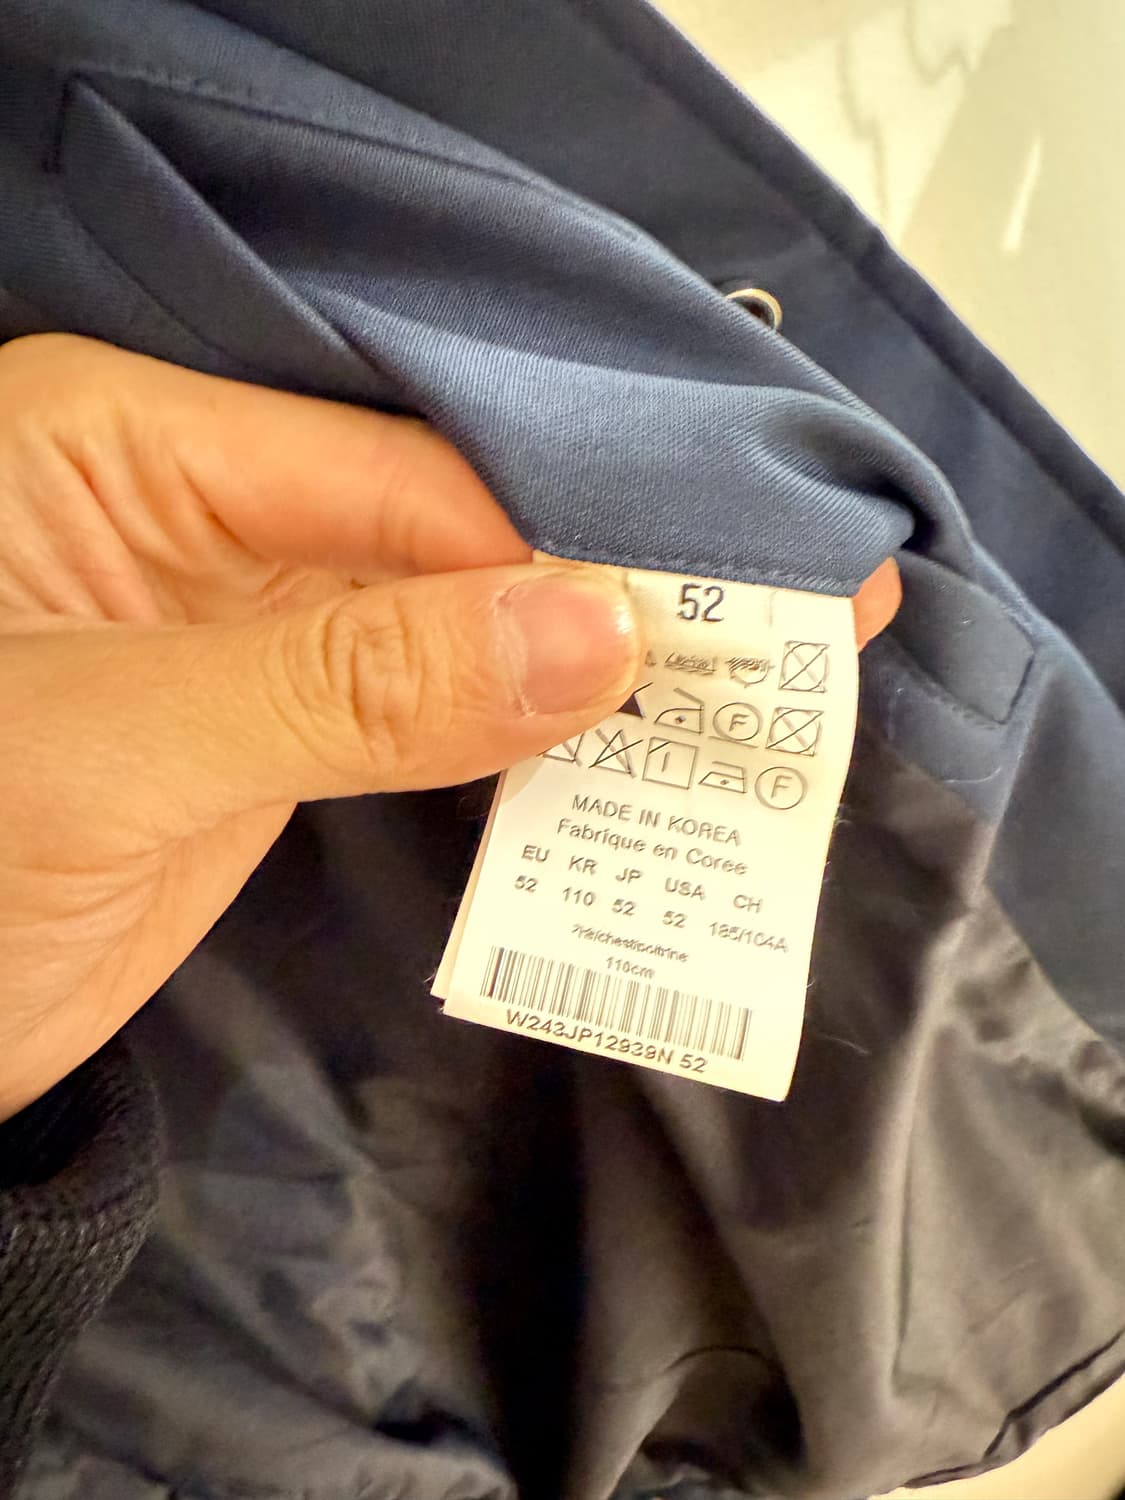 52
F
F
MADE IN KOREA
Fabrique en Coree
EU KR JP USA CH
52 110 52 52 185/104A
110cm
W243JP12939N 52